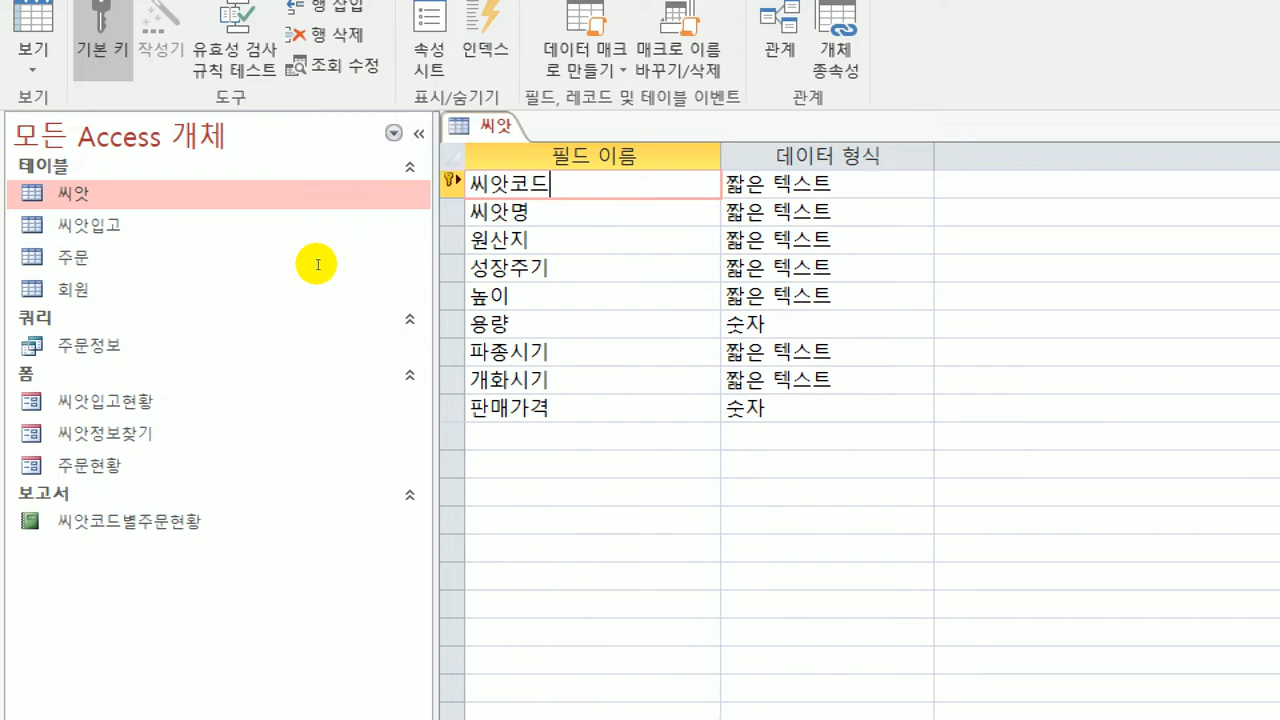 보기
보기
기본 키
작성기
유효성 검사
규칙 테스트
행 삽입
행 삭제
조회 수정
도구
속성
시트
인덱스
표시/숨기기
데이터 매크
로 만들기
매크로 이름
바꾸기/삭제
필드, 레코드 및 테이블 이벤트
관계
개체
종속성
관계
모든 Access 개체
테이블
씨앗
씨앗입고
주문
회원
쿼리
주문정보
폼
씨앗입고현황
씨앗정보찾기
주문현황
보고서
씨앗코드별주문현황
씨앗
필드 이름 데이터 형식
씨앗코드 짧은 텍스트
씨앗명 짧은 텍스트
원산지 짧은 텍스트
성장주기 짧은 텍스트
높이 짧은 텍스트
용량 숫자
파종시기 짧은 텍스트
개화시기 짧은 텍스트
판매가격 숫자